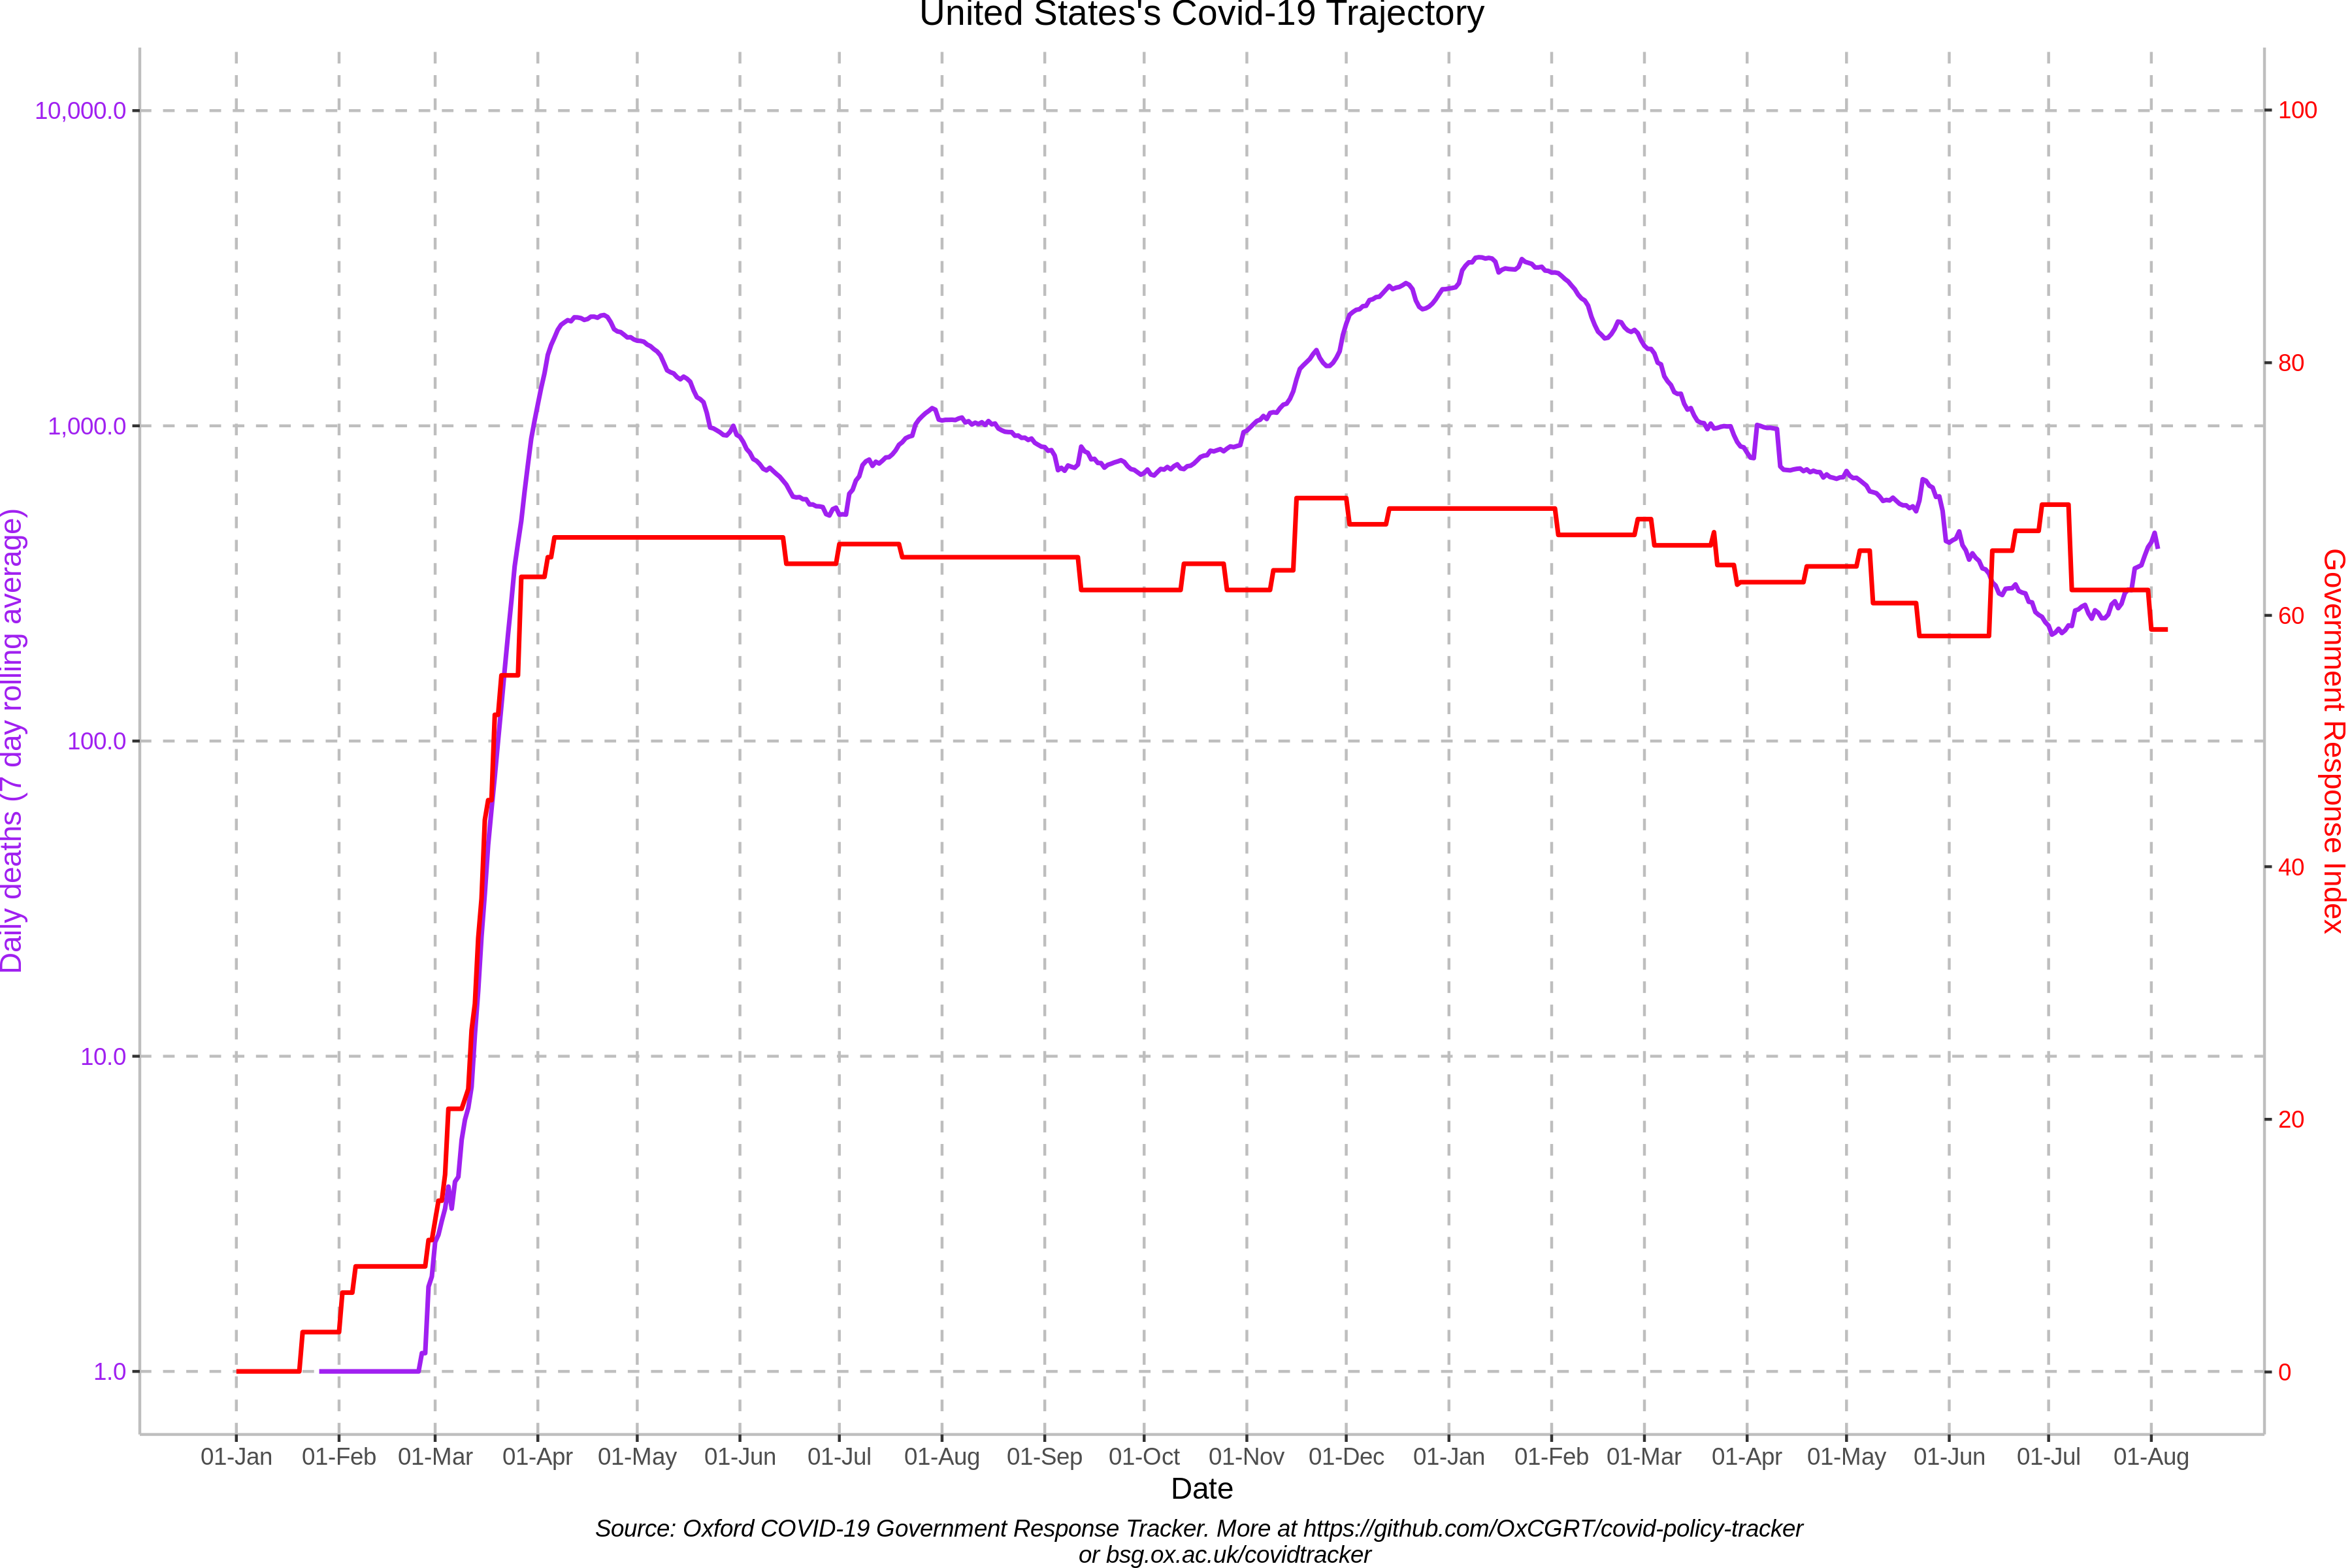 United States's Covid-19 Trajectory
10,000.0
1,000.0
100.0
10.0
1.0
Daily deaths (7 day rolling average)
100
80
60
40
20
0
Government Response Index
01-Jan 01-Feb 01-Mar 01-Apr 01-May 01-Jun 01-Jul 01-Aug 01-Sep 01-Oct 01-Nov 01-Dec 01-Jan 01-Feb 01-Mar 01-Apr 01-May 01-Jun 01-Jul 01-Aug
Date
Source: Oxford COVID-19 Government Response Tracker. More at https://github.com/OxCGRT/covid-policy-tracker
or bsg.ox.ac.uk/covidtracker